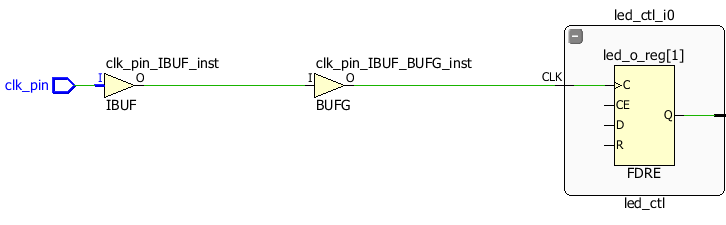 led_ctl_i0
clk_pin_IBUF_inst
clk_pin_IBUF_BUFG_inst
led_o_reg[1]
clk_pin
I
O
I
O
CLK
C
CE
D
R
Q
IBUF
BUFG
FDRE
led_ctl